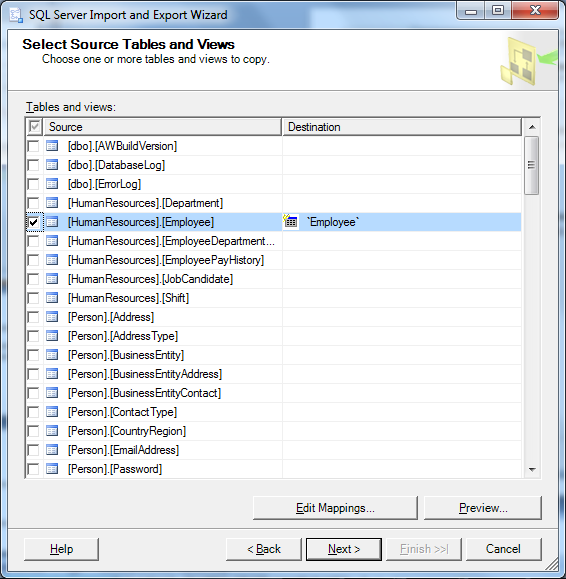 SQL Server Import and Export Wizard
Select Source Tables and Views
Choose one or more tables and views to copy.
Tables and views:
Source Destination
[dbo].[AWBuildVersion]
[dbo].[DatabaseLog]
[dbo].[ErrorLog]
[HumanResources].[Department]
[HumanResources].[Employee] `Employee`
[HumanResources].[EmployeeDepartment...
[HumanResources].[EmployeePayHistory]
[HumanResources].[JobCandidate]
[HumanResources].[Shift]
[Person].[Address]
[Person].[AddressType]
[Person].[BusinessEntity]
[Person].[BusinessEntityAddress]
[Person].[BusinessEntityContact]
[Person].[ContactType]
[Person].[CountryRegion]
[Person].[EmailAddress]
[Person].[Password]
Edit Mappings... Preview...
Help < Back Next > Finish >>| Cancel